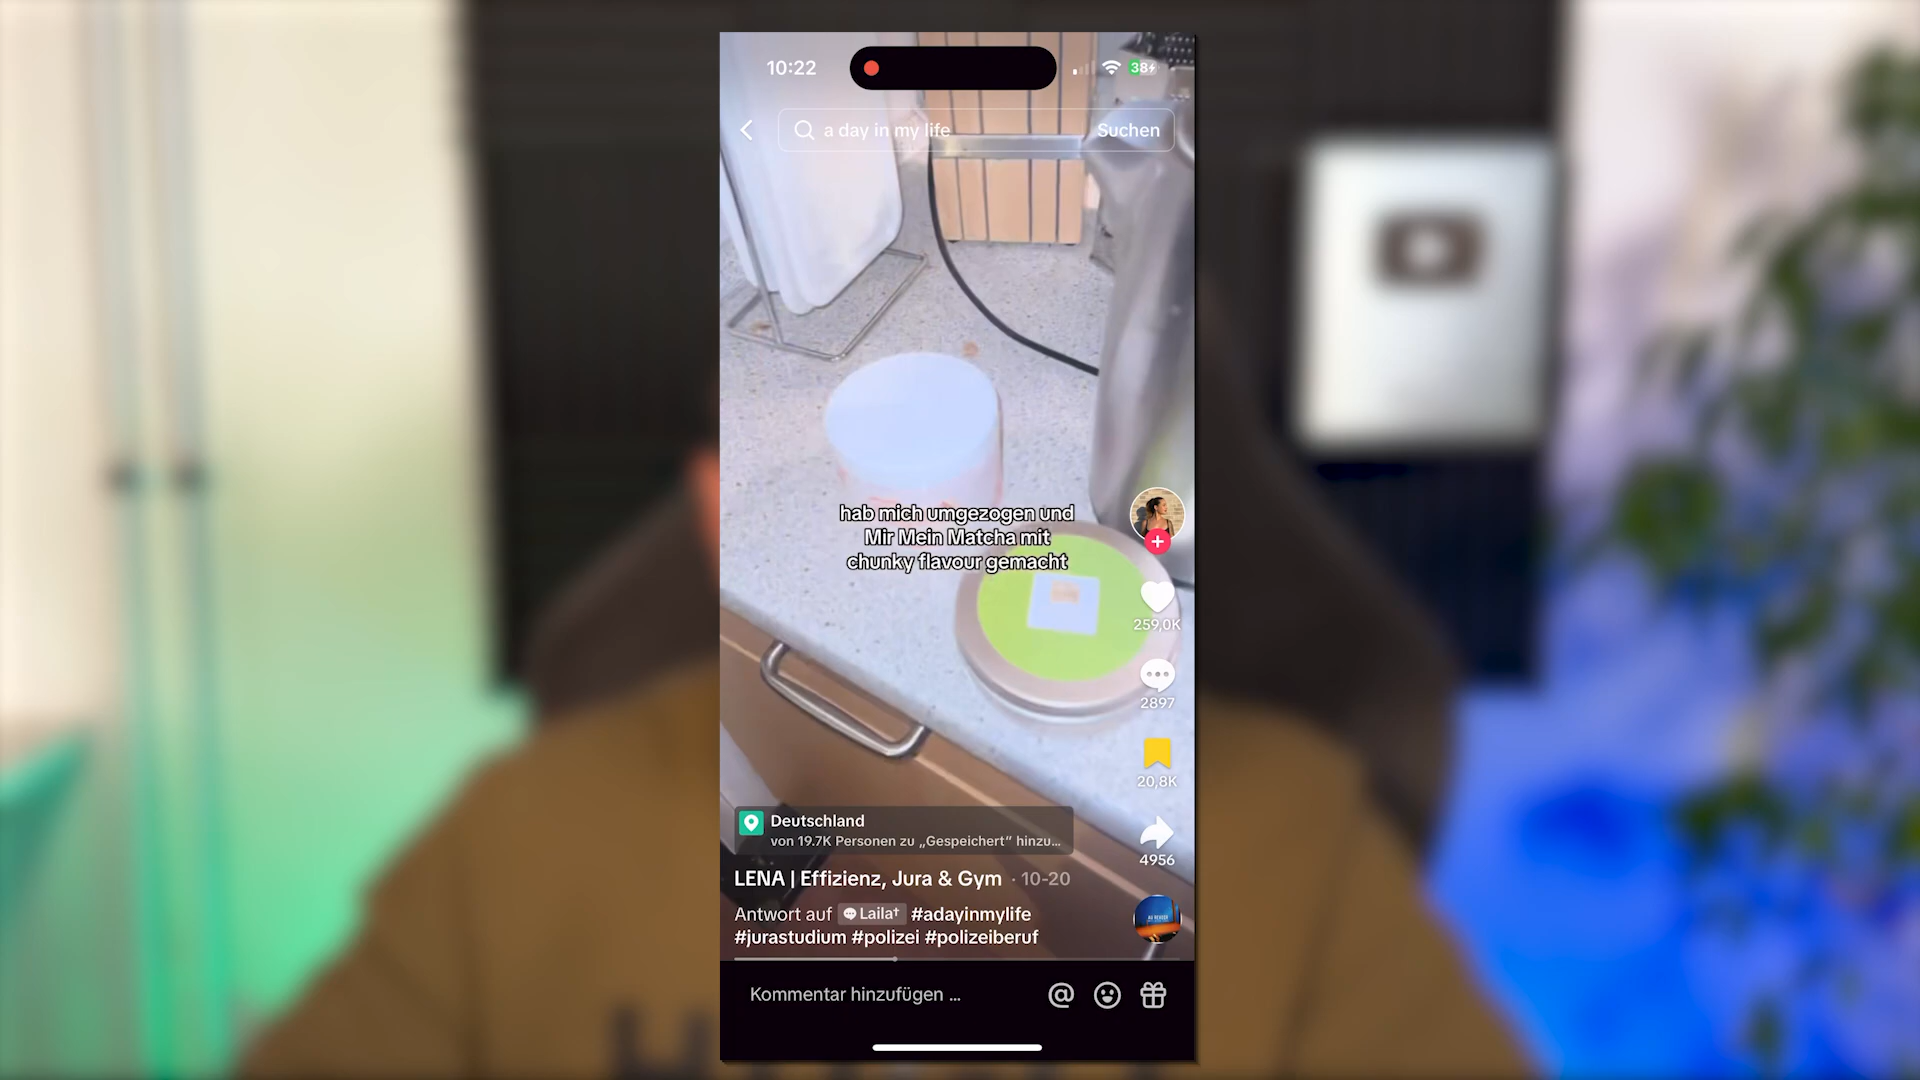 10:22
38
a day in my life
Suchen
hab mich umgezogen und
Mir Mein Matcha mit
chunky flavour gemacht
259,0K
2897
20,8K
4956
Deutschland
von 19.7K Personen zu „Gespeichert“ hinzu...
LENA | Effizienz, Jura & Gym · 10-20
Antwort auf Laila† #adayinmylife
#jurastudium #polizei #polizeiberuf
Kommentar hinzufügen ...
@